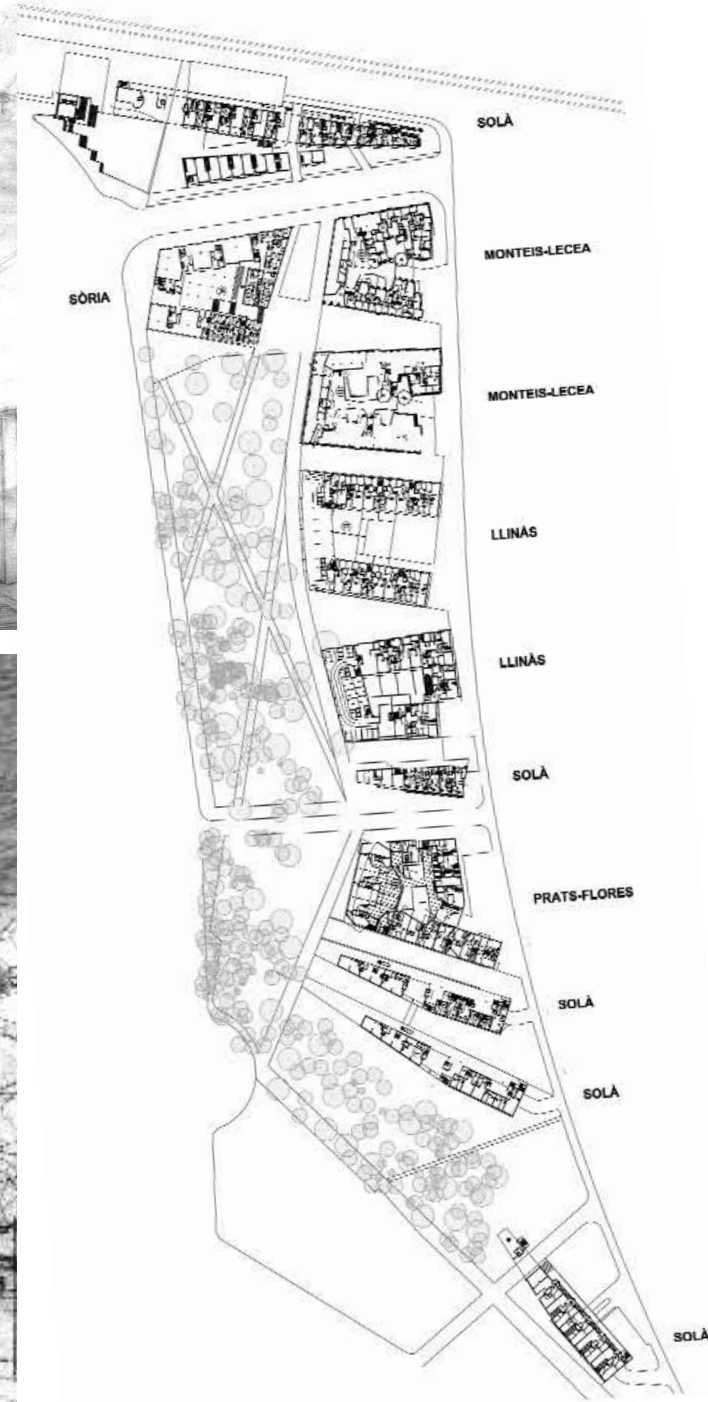 SOLÀ
MONTEIS-LECEA
SÒRIA
MONTEIS-LECEA
LLINÀS
LLINÀS
SOLÀ
PRATS-FLORES
SOLÀ
SOLÀ
SOLÀ